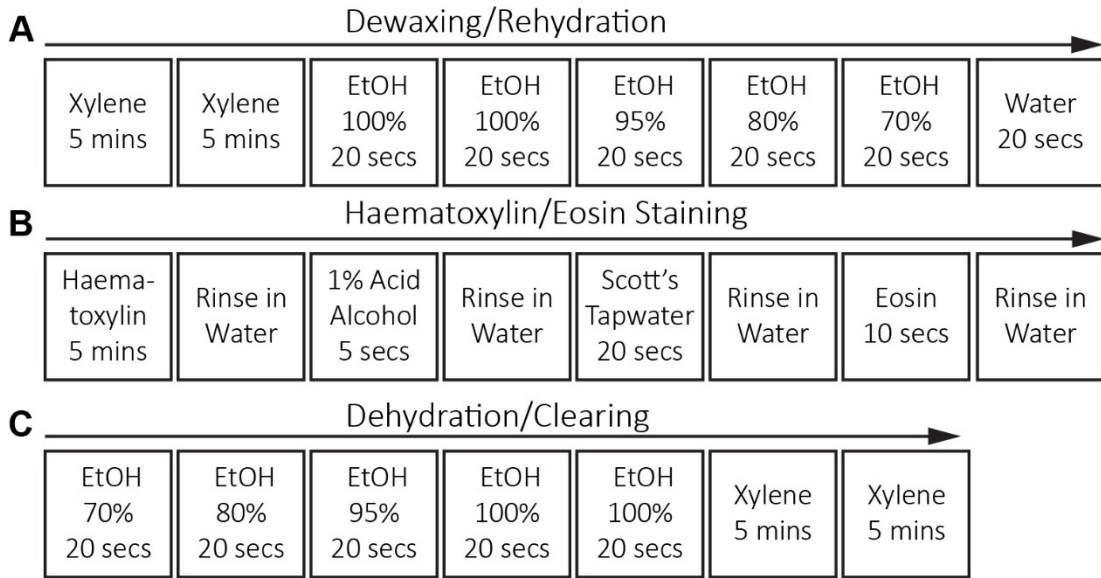 A
Dewaxing/Rehydration
Xylene
5 mins
Xylene
5 mins
EtOH
100%
20 secs
EtOH
100%
20 secs
EtOH
95%
20 secs
EtOH
80%
20 secs
EtOH
70%
20 secs
Water
20 secs
B
Haematoxylin/Eosin Staining
Haema-
toxylin
5 mins
Rinse in
Water
1% Acid
Alcohol
5 secs
Rinse in
Water
Scott's
Tapwater
20 secs
Rinse in
Water
Eosin
10 secs
Rinse in
Water
C
Dehydration/Clearing
EtOH
70%
20 secs
EtOH
80%
20 secs
EtOH
95%
20 secs
EtOH
100%
20 secs
EtOH
100%
20 secs
Xylene
5 mins
Xylene
5 mins